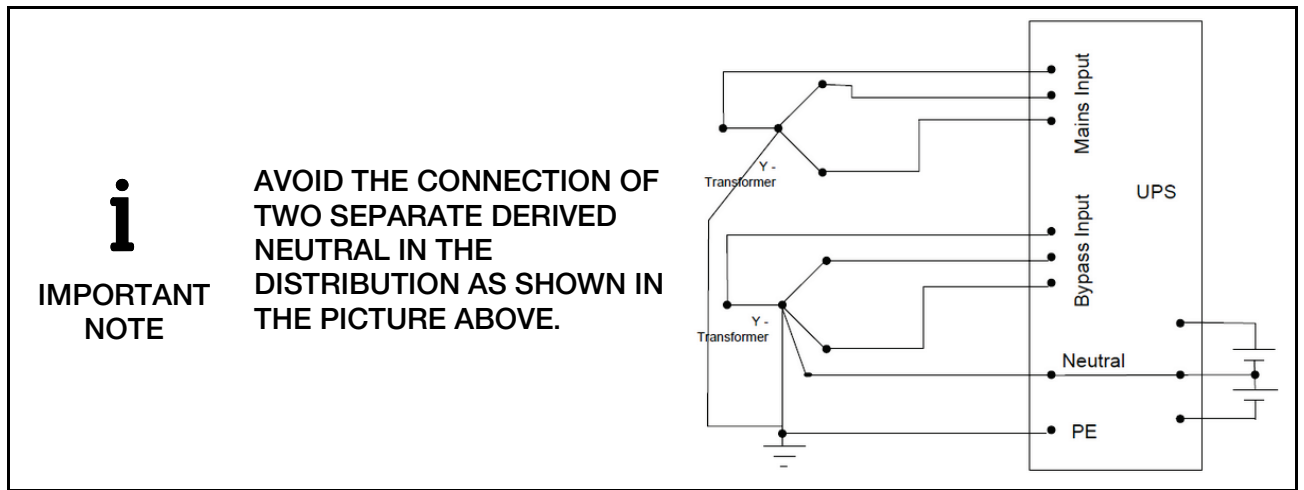 i
IMPORTANT
NOTE
AVOID THE CONNECTION OF
TWO SEPARATE DERIVED
NEUTRAL IN THE
DISTRIBUTION AS SHOWN IN
THE PICTURE ABOVE.
Y -
Transformer
Mains Input
UPS
Y -
Transformer
Bypass Input
Neutral
PE